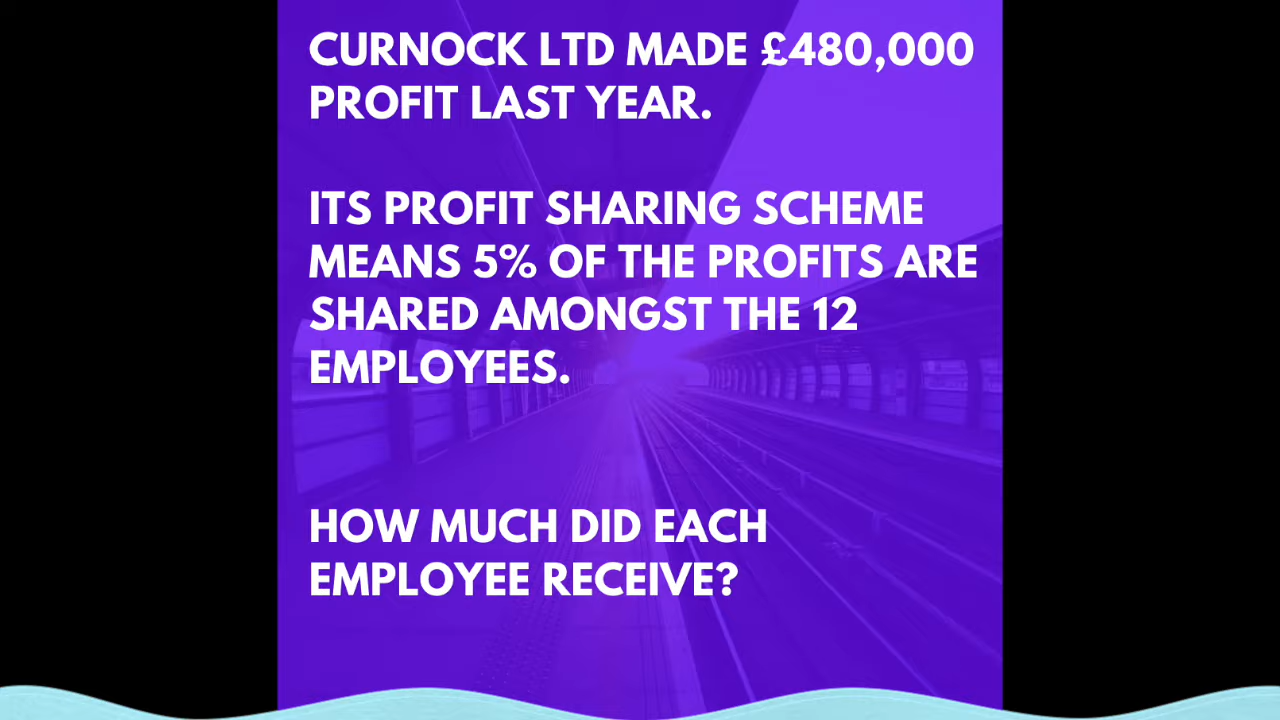 CURNOCK LTD MADE £480,000
PROFIT LAST YEAR.
ITS PROFIT SHARING SCHEME
MEANS 5% OF THE PROFITS ARE
SHARED AMONGST THE 12
EMPLOYEES.
HOW MUCH DID EACH
EMPLOYEE RECEIVE?